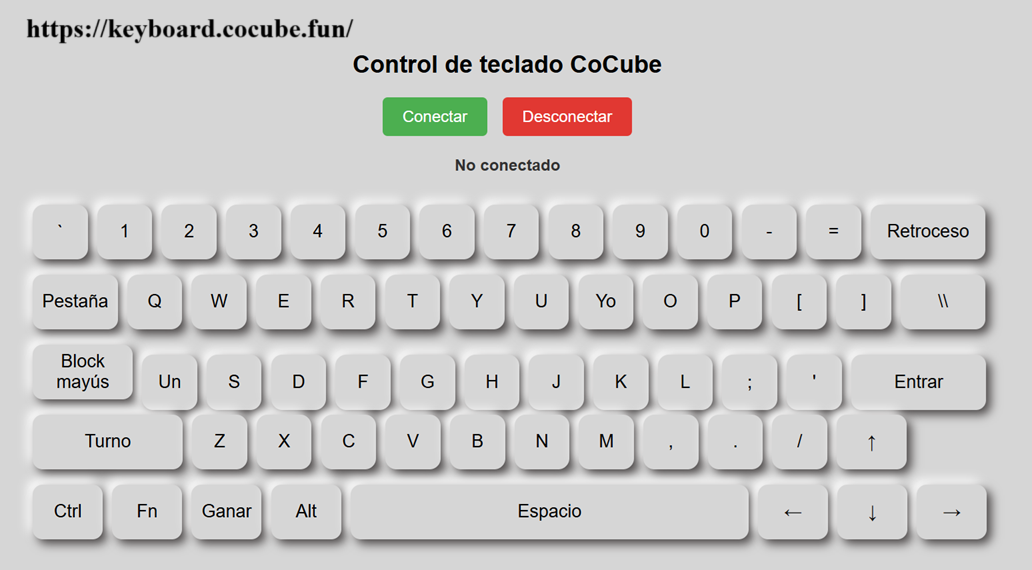 https://keyboard.cocube.fun/
Control de teclado CoCube
Conectar Desconectar
No conectado
` 1 2 3 4 5 6 7 8 9 0 - = Retroceso
Pestaña Q W E R T Y U Yo O P [ ] \\
Block
mayús Un S D F G H J K L ; ' Entrar
Turno Z X C V B N M , . / ↑
Ctrl Fn Ganar Alt Espacio ← ↓ →